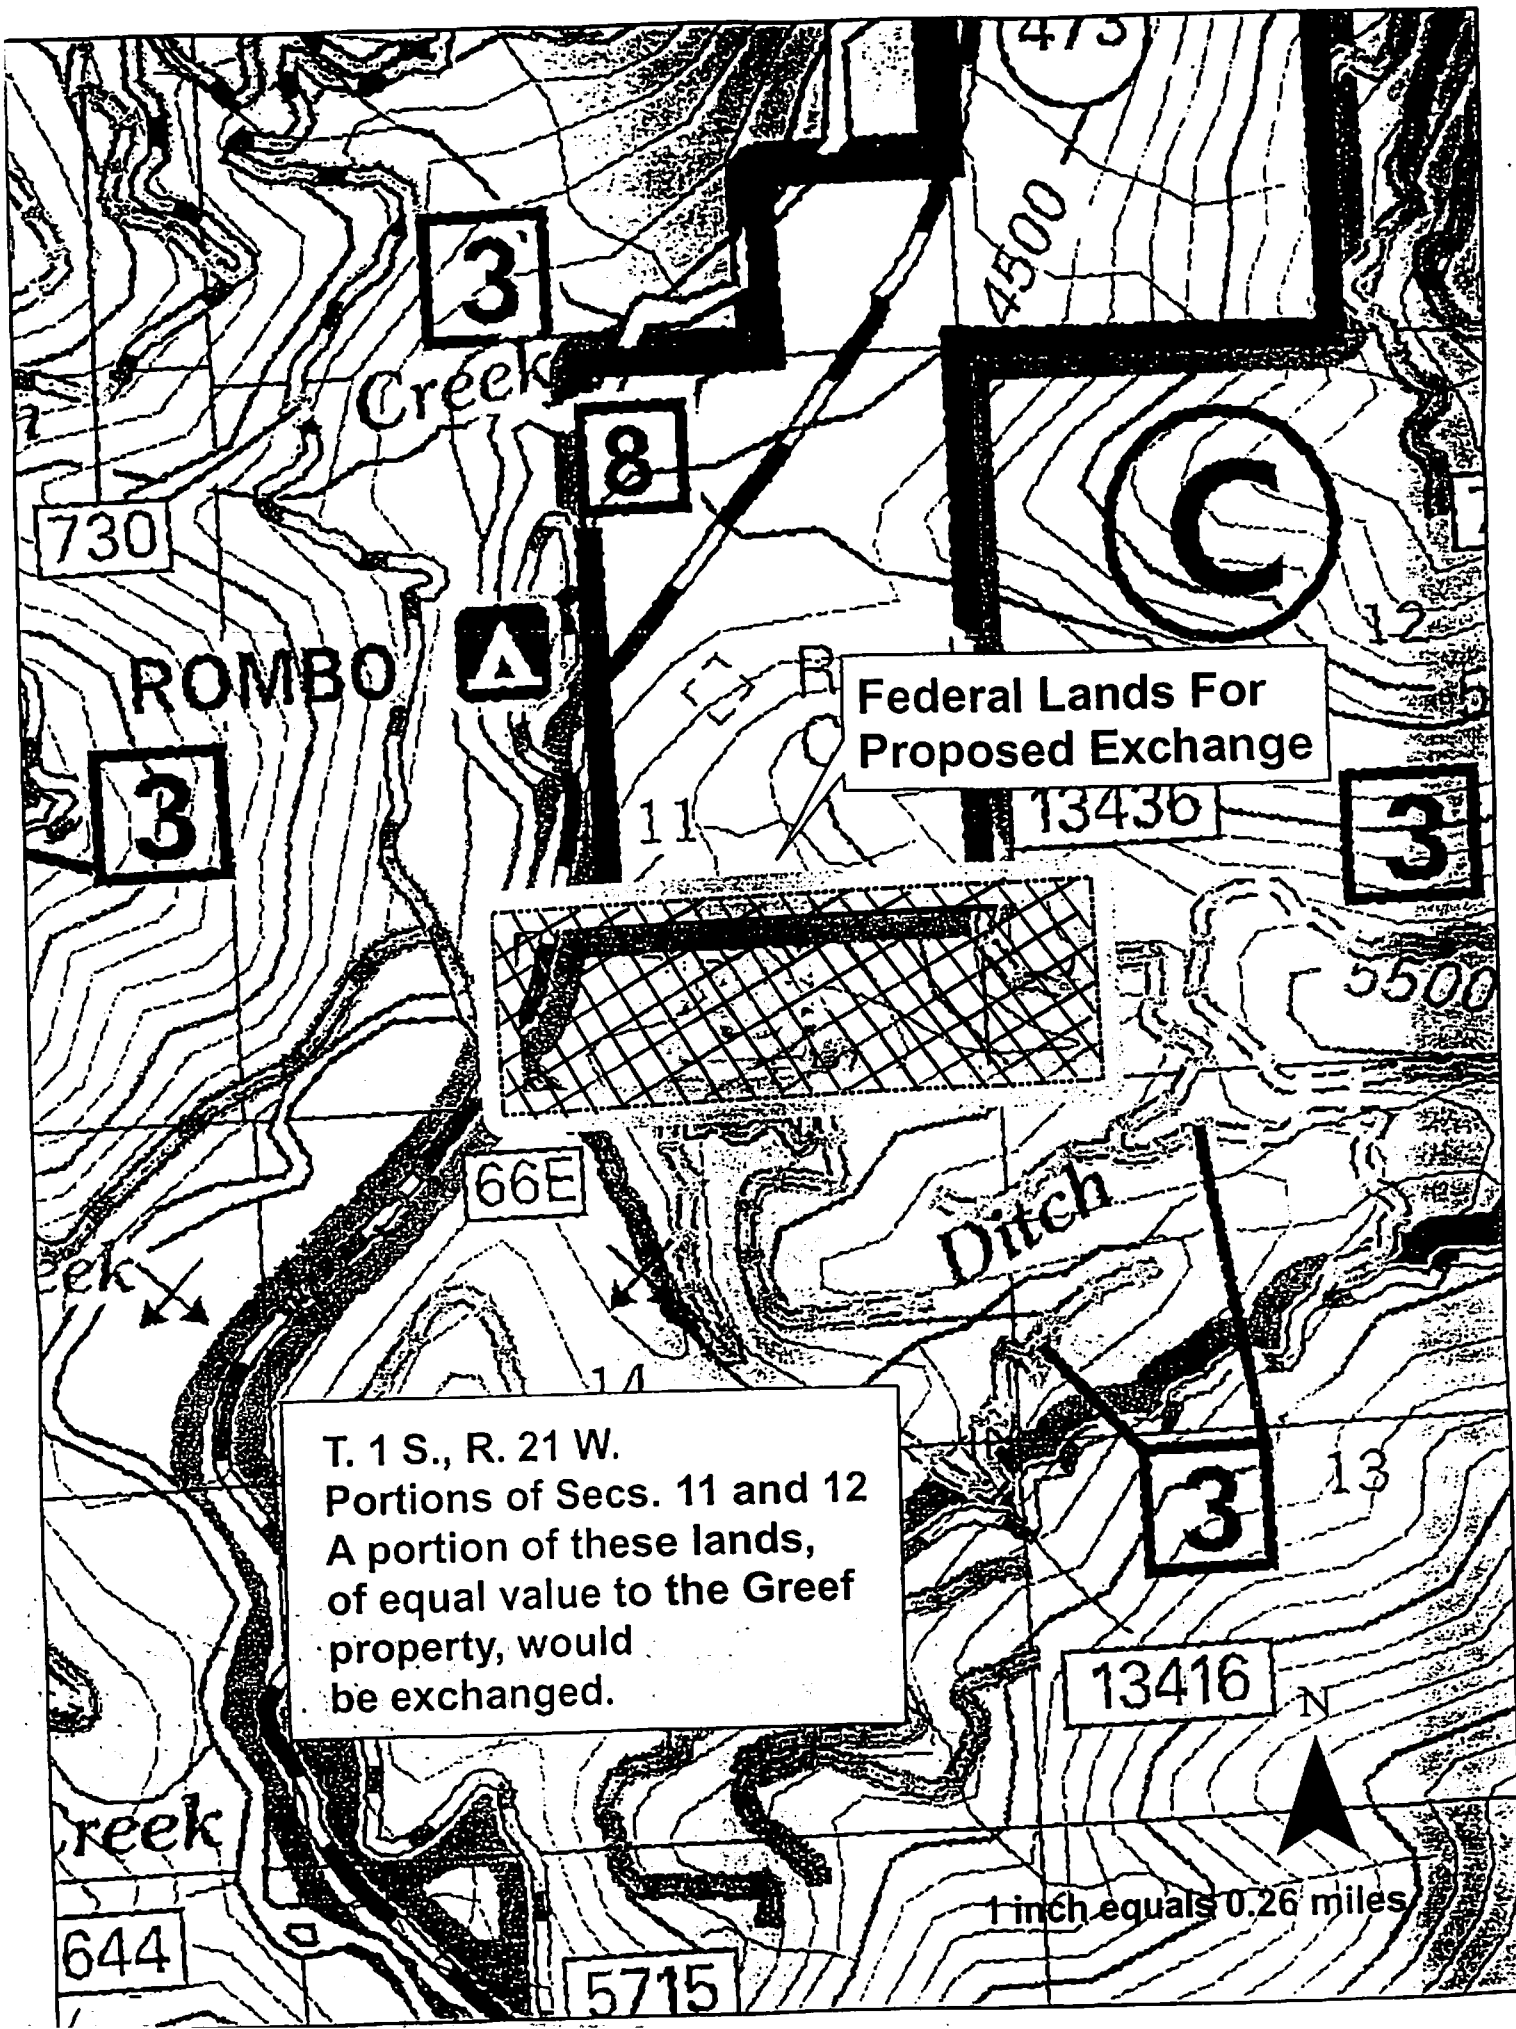 473
4500
3
Creek
8
C
730
12
ROMBO
R
Federal Lands For
Proposed Exchange
3
11
13436
3
5500
66E
Ditch
eek
14
T. 1 S., R. 21 W.
Portions of Secs. 11 and 12
A portion of these lands,
of equal value to the Greef
property, would
be exchanged.
13
3
13416
N
reek
1 inch equals 0.26 miles
644
5715